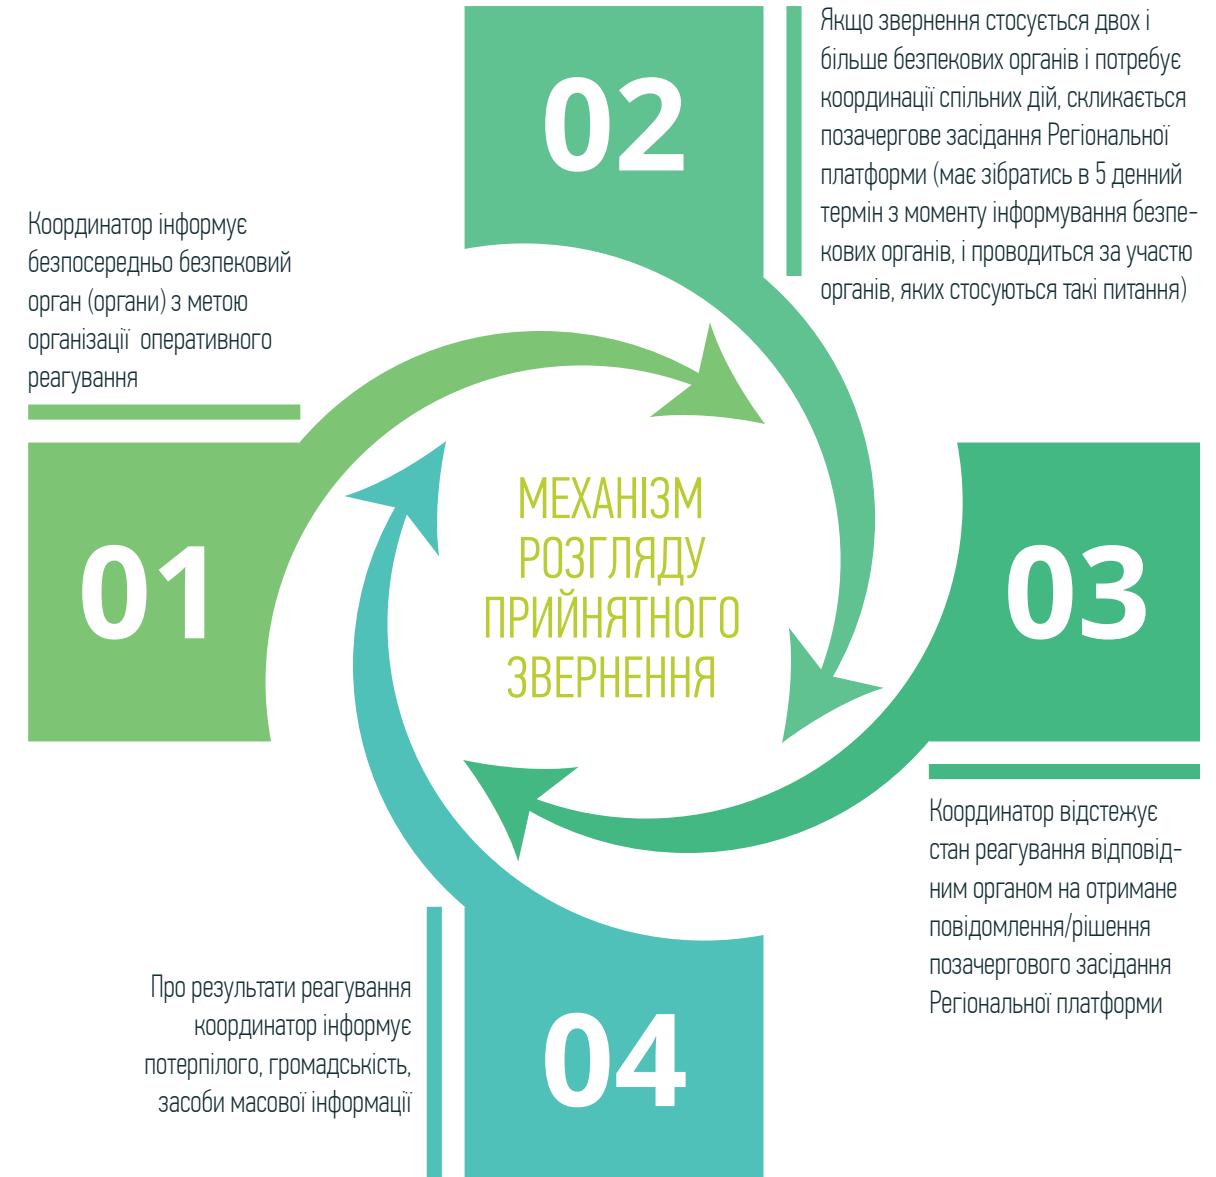 Координатор інформує
безпосередньо безпековий
орган (органи) з метою
організації оперативного
реагування
01
02
Якщо звернення стосується двох і
більше безпекових органів і потребує
координації спільних дій, скликається
позачергове засідання Регіональної
платформи (має зібратись в 5 денний
термін з моменту інформування безпе-
кових органів, і проводиться за участю
органів, яких стосуються такі питання)
МЕХАНІЗМ
РОЗГЛЯДУ
ПРИЙНЯТНОГО
ЗВЕРНЕННЯ
03
Координатор відстежує
стан реагування відповід-
ним органом на отримане
повідомлення/рішення
позачергового засідання
Регіональної платформи
Про результати реагування
координатор інформує
потерпілого, громадськість,
засоби масової інформації
04